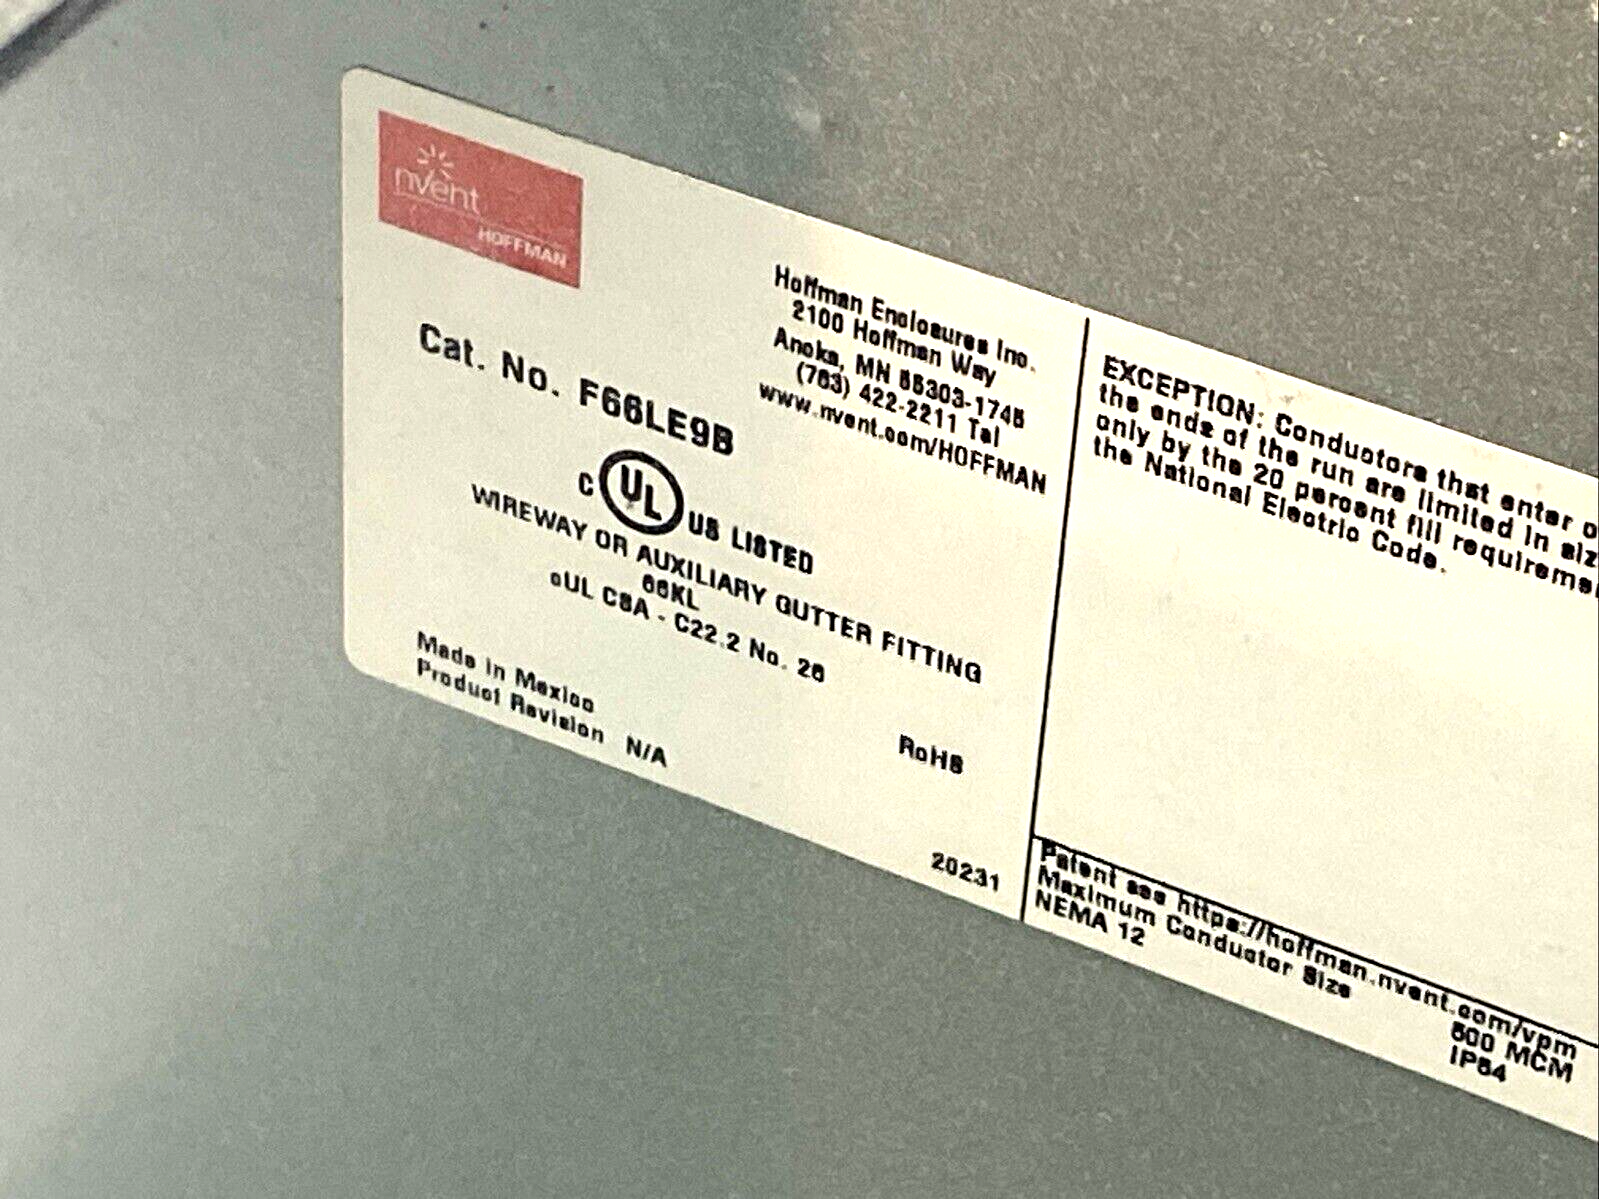 nVent
HOFFMAN
Hoffman Enclosures Inc.
2100 Hoffman Way
Anoka, MN 55303-1745
(763) 422-2211 Tel
www.nvent.com/HOFFMAN
Cat. No. F66LE9B
C UL US LISTED
WIREWAY OR AUXILIARY GUTTER FITTING
66KL
cUL CSA - C22.2 No. 26
Made in Mexico
Product Revision N/A
RoHS
20231
EXCEPTION: Conductors that enter
the ends of the run are limited in
only by the 20 percent fill
the National Electric Code.
Patent see https://hoffman.nvent.com/vpm
Maximum Conductor Size 500 MCM
NEMA 12 IP54